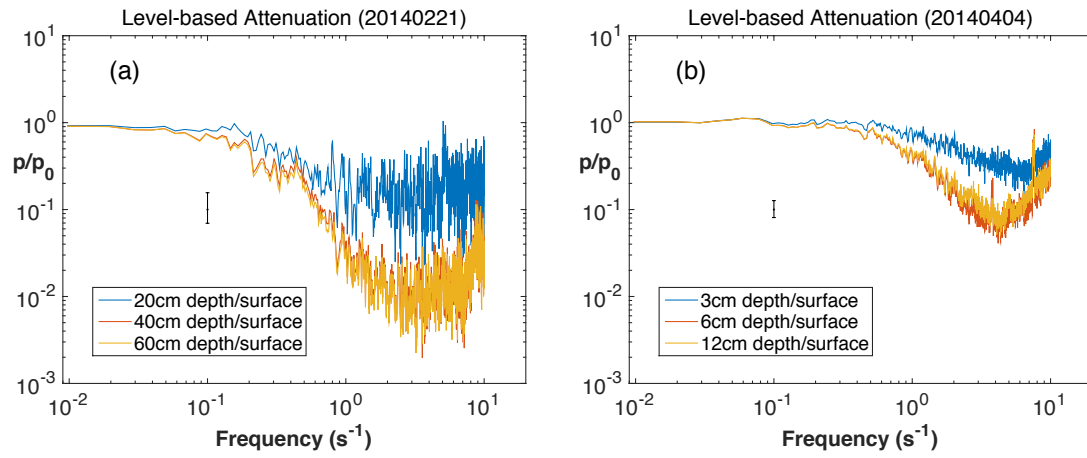 Level-based Attenuation (20140221)
10^1
10^0
10^-1
10^-2
10^-3
p/p_0
(a)
20cm depth/surface
40cm depth/surface
60cm depth/surface
10^-2 10^-1 10^0 10^1
Frequency (s^-1)
Level-based Attenuation (20140404)
10^1
10^0
10^-1
10^-2
10^-3
p/p_0
(b)
3cm depth/surface
6cm depth/surface
12cm depth/surface
10^-2 10^-1 10^0 10^1
Frequency (s^-1)